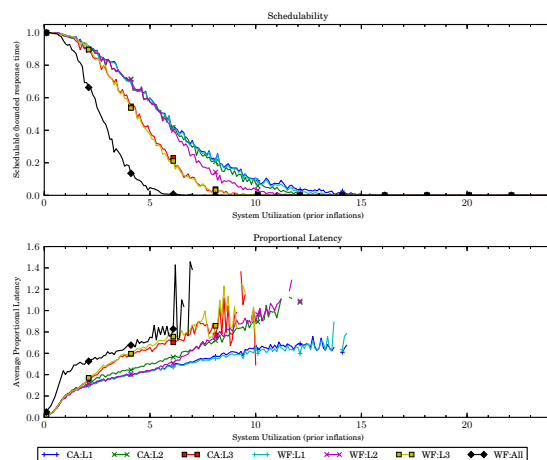 Schedulability
1.0
0.8
0.6
0.4
0.2
0.0
Schedulable (bounded response time)
0
5
10
15
20
System Utilization (prior inflations)
Proportional Latency
1.6
1.4
1.2
1.0
0.8
0.6
0.4
0.2
0.0
Average Proportional Latency
0
5
10
15
20
System Utilization (prior inflations)
CA:L1
CA:L2
CA:L3
WF:L1
WF:L2
WF:L3
WF:All